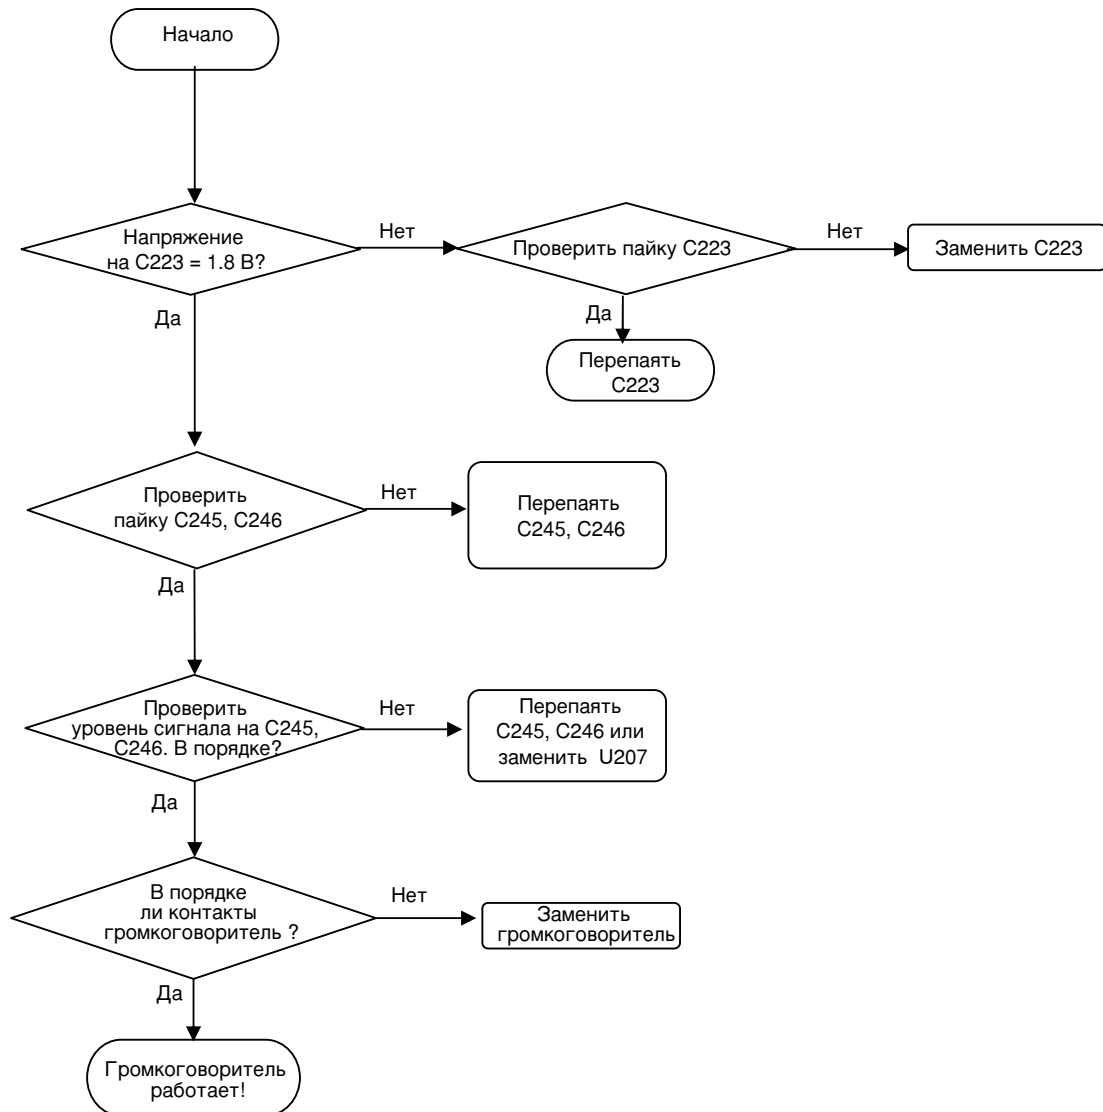 Начало
Напряжение
на C223 = 1.8 В?
Нет
Проверить пайку C223
Нет
Заменить C223
Да
Да
Перепаять
C223
Проверить
пайку C245, C246
Нет
Перепаять
C245, C246
Да
Проверить
уровень сигнала на C245,
C246. В порядке?
Нет
Перепаять
C245, C246 или
заменить U207
Да
В порядке
ли контакты
громкоговоритель ?
Нет
Заменить
громкоговоритель
Да
Громкоговоритель
работает!